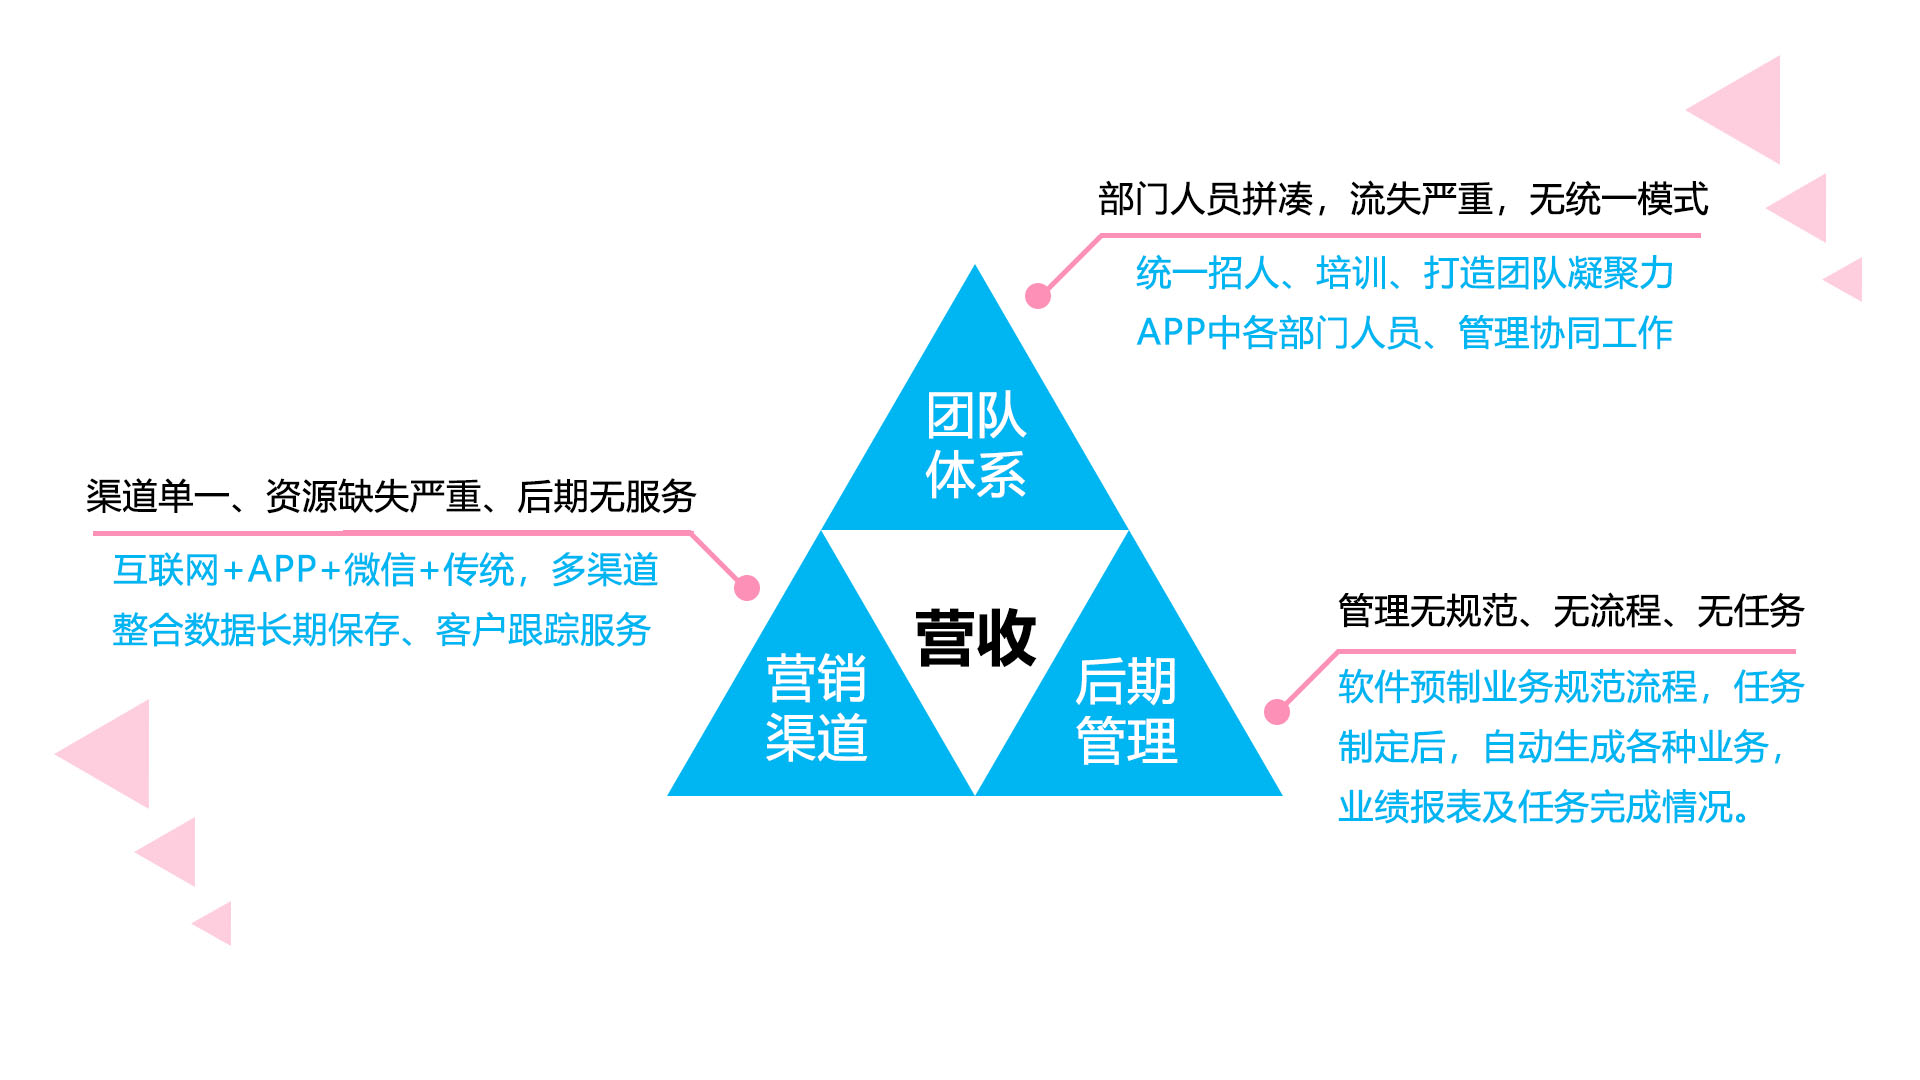 部门人员拼凑，流失严重，无统一模式
统一招人、培训、打造团队凝聚力
APP中各部门人员、管理协同工作
团队
体系
渠道单一、资源缺失严重、后期无服务
互联网+APP+微信+传统，多渠道
整合数据长期保存、客户跟踪服务
营收
营销
渠道
后期
管理
管理无规范、无流程、无任务
软件预制业务规范流程，任务
制定后，自动生成各种业务，
业绩报表及任务完成情况。